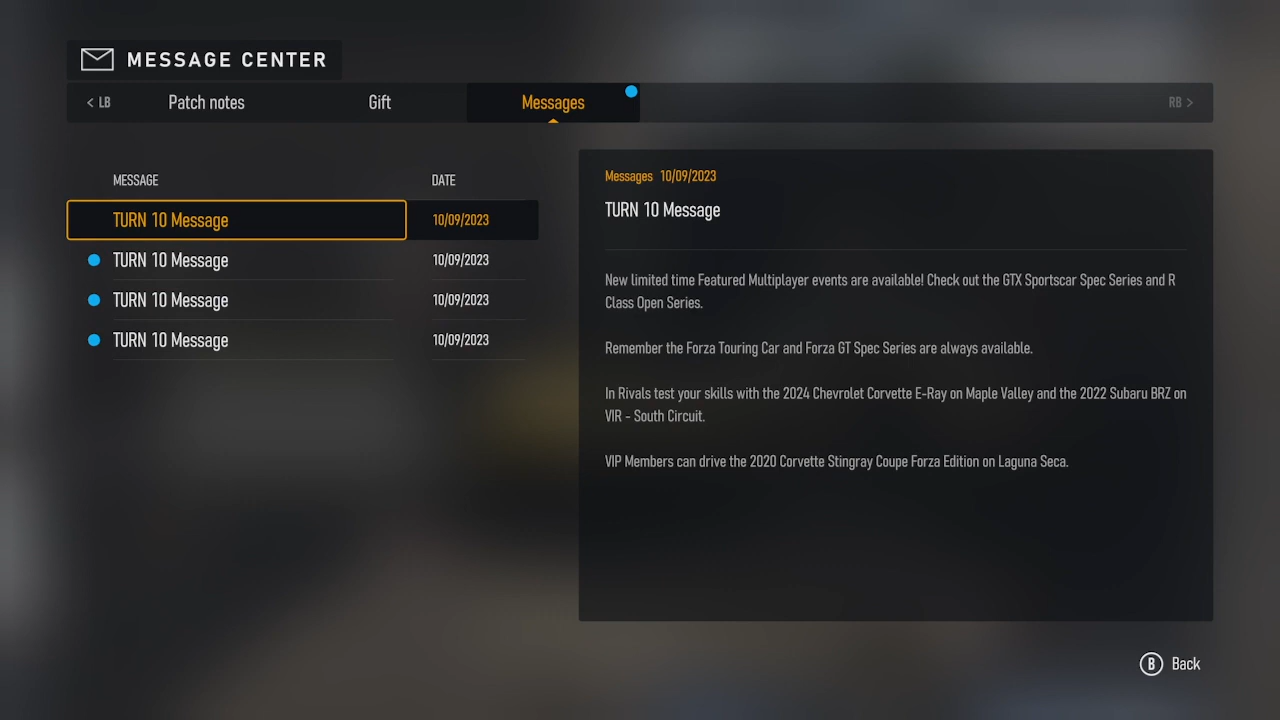 MESSAGE CENTER
< LB
Patch notes
Gift
Messages
RB >
MESSAGE DATE
TURN 10 Message 10/09/2023
TURN 10 Message 10/09/2023
TURN 10 Message 10/09/2023
TURN 10 Message 10/09/2023
Messages 10/09/2023
TURN 10 Message
New limited time Featured Multiplayer events are available! Check out the GTX Sportscar Spec Series and R
Class Open Series.
Remember the Forza Touring Car and Forza GT Spec Series are always available.
In Rivals test your skills with the 2024 Chevrolet Corvette E-Ray on Maple Valley and the 2022 Subaru BRZ on
VIR - South Circuit.
VIP Members can drive the 2020 Corvette Stingray Coupe Forza Edition on Laguna Seca.
B Back